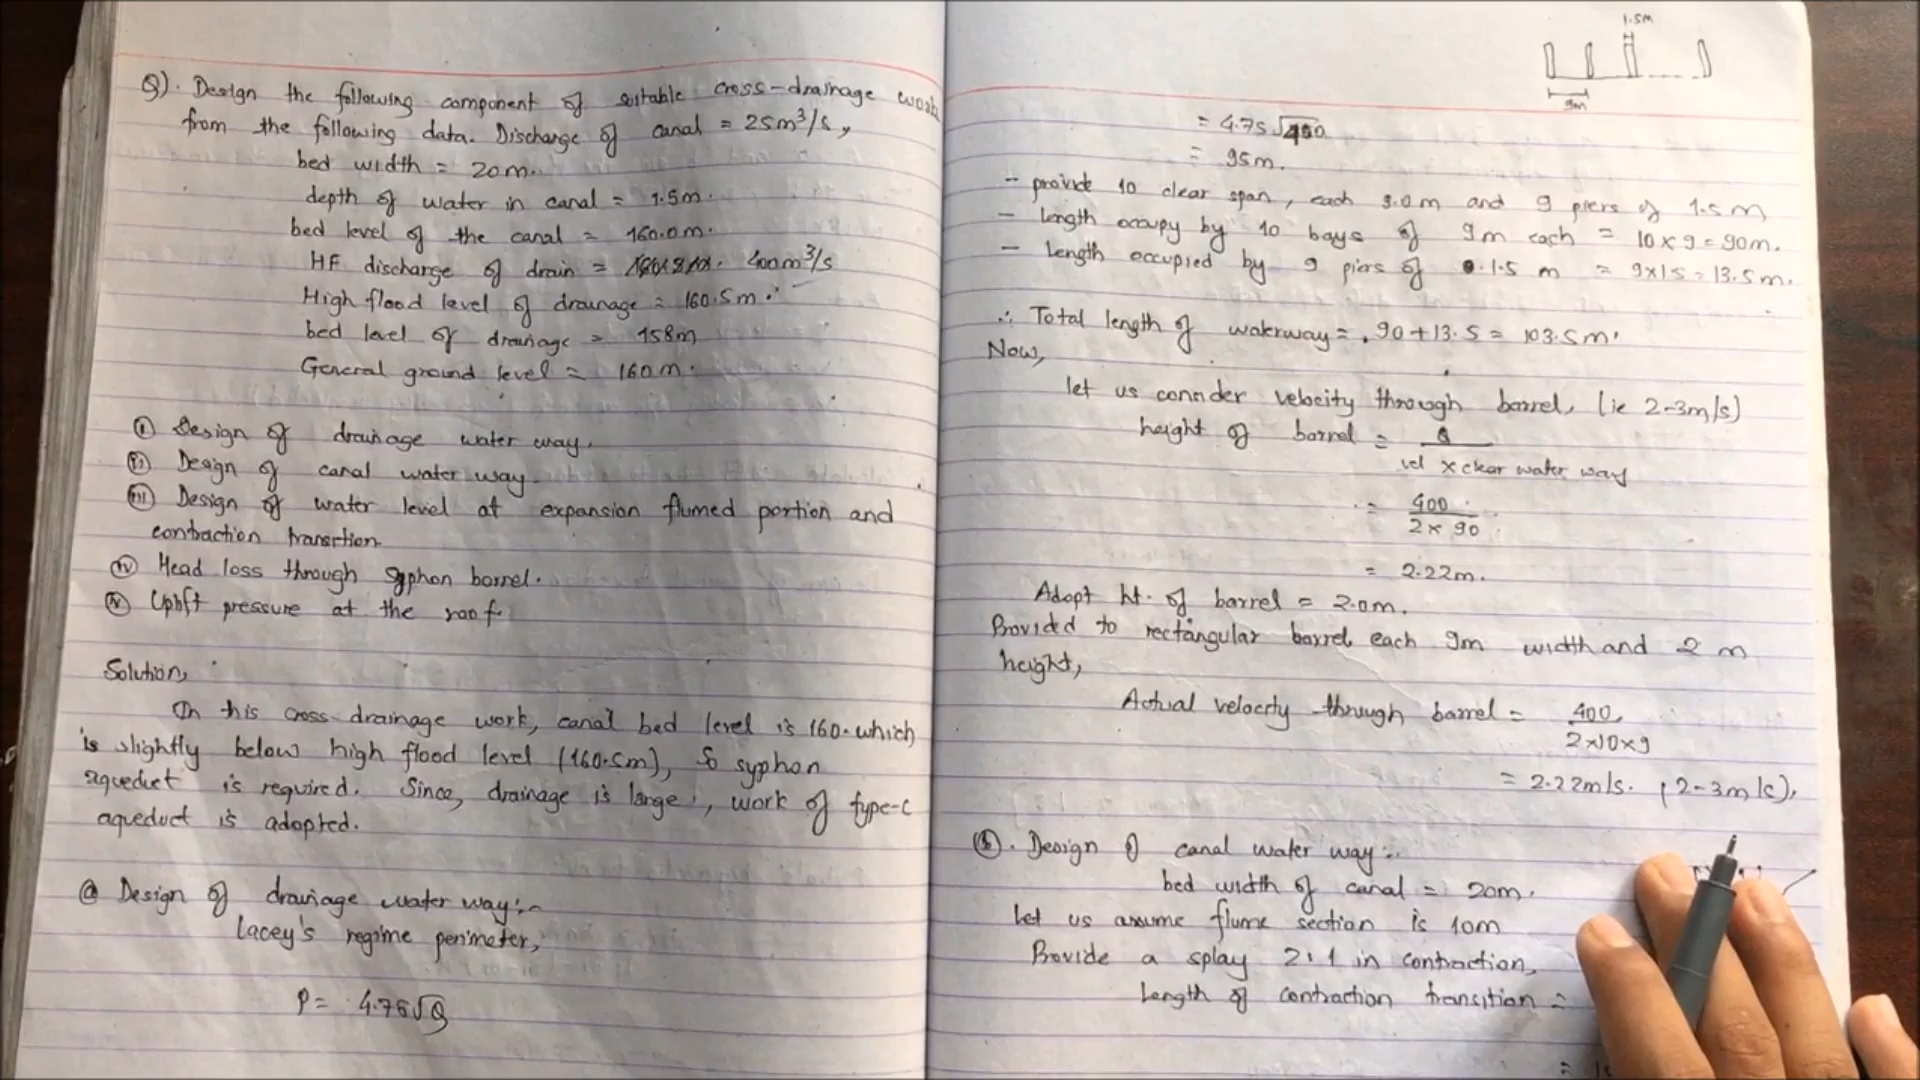 Q). Design the following component of suitable cross-drainage work
from the following data. Discharge of canal = 25m³/s,
bed width = 20m.
depth of water in canal = 1.5m.
bed level of the canal = 160.0m.
HF discharge of drain = 400m³/s
High flood level of drainage = 160.5m.
bed level of drainage = 158m
General ground level = 160m.
(i) Design of drainage water way.
(ii) Design of canal water way.
(iii) Design of water level at expansion flumed portion and
contraction transition.
(iv) Head loss through syphon barrel.
(v) Uplift pressure at the roof
Solution,
In this cross-drainage work, canal bed level is 160. which
is slightly below high flood level (160.5m), so syphon
aqueduct is required. Since, drainage is large, work of type-c
aqueduct is adopted.
(a) Design of drainage water way:-
Lacey's regime perimeter,
P = 4.75√Q
1.5m
9m
= 4.75√400
= 95m.
- provide 10 clear span, each 9.0m and 9 piers of 1.5m
- length occupy by 10 bays of 9m each = 10x9=90m.
- length occupied by 9 piers of 1.5 m = 9x1.5=13.5m.
∴ Total length of waterway = 90+13.5 = 103.5m.
Now,
let us consider velocity through barrel, (ie 2-3m/s)
height of barrel = Q
vel x clear water way
= 400
2x 90
= 2.22m.
Adopt ht. of barrel = 2.0m.
Provided 10 rectangular barrel each 9m width and 2 m
height,
Actual velocity through barrel = 400
2x10x9
= 2.22m/s. (2-3m/s),
(b). Design of canal water way:-
bed width of canal = 20m.
Let us assume flume section is 10m
Provide a splay 2:1 in contraction,
length of contraction transition =
=